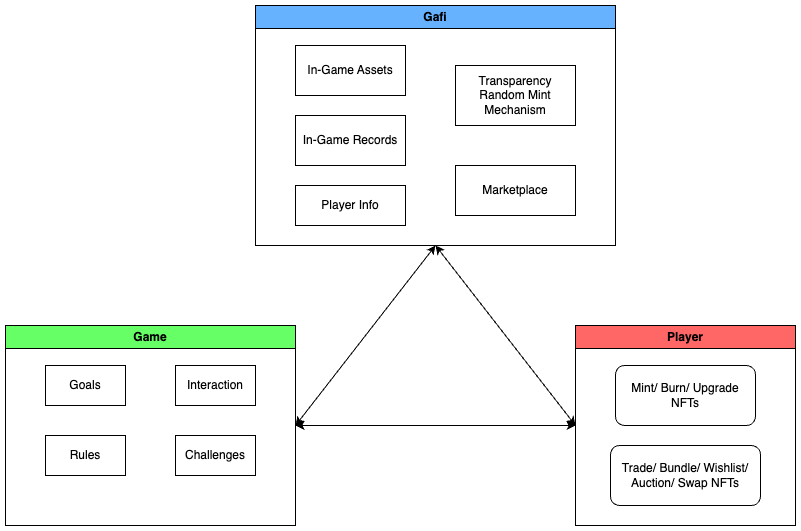 Gafi
In-Game Assets
In-Game Records
Player Info
Transparency
Random Mint
Mechanism
Marketplace
Game
Goals
Interaction
Rules
Challenges
Player
Mint/ Burn/ Upgrade
NFTs
Trade/ Bundle/ Wishlist/
Auction/ Swap NFTs